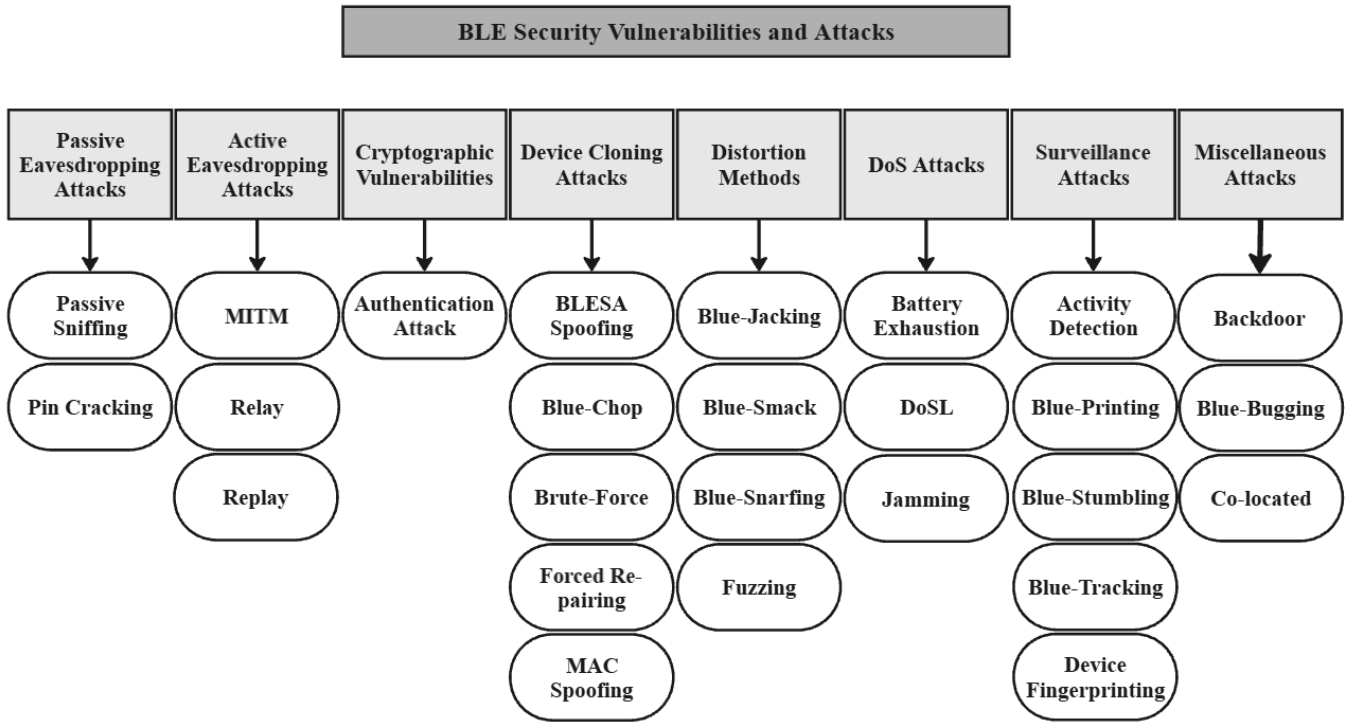 BLE Security Vulnerabilities and Attacks
Passive
Eavesdropping
Attacks
Active
Eavesdropping
Attacks
Cryptographic
Vulnerabilities
Device Cloning
Attacks
Distortion
Methods
DoS Attacks
Surveillance
Attacks
Miscellaneous
Attacks
Passive
Sniffing
Pin Cracking
MITM
Relay
Replay
Authentication
Attack
BLESA
Spoofing
Blue-Chop
Brute-Force
Forced Re-
pairing
MAC
Spoofing
Blue-Jacking
Blue-Smack
Blue-Snarfing
Fuzzing
Battery
Exhaustion
DoSL
Jamming
Activity
Detection
Blue-Printing
Blue-Stumbling
Blue-Tracking
Device
Fingerprinting
Backdoor
Blue-Bugging
Co-located